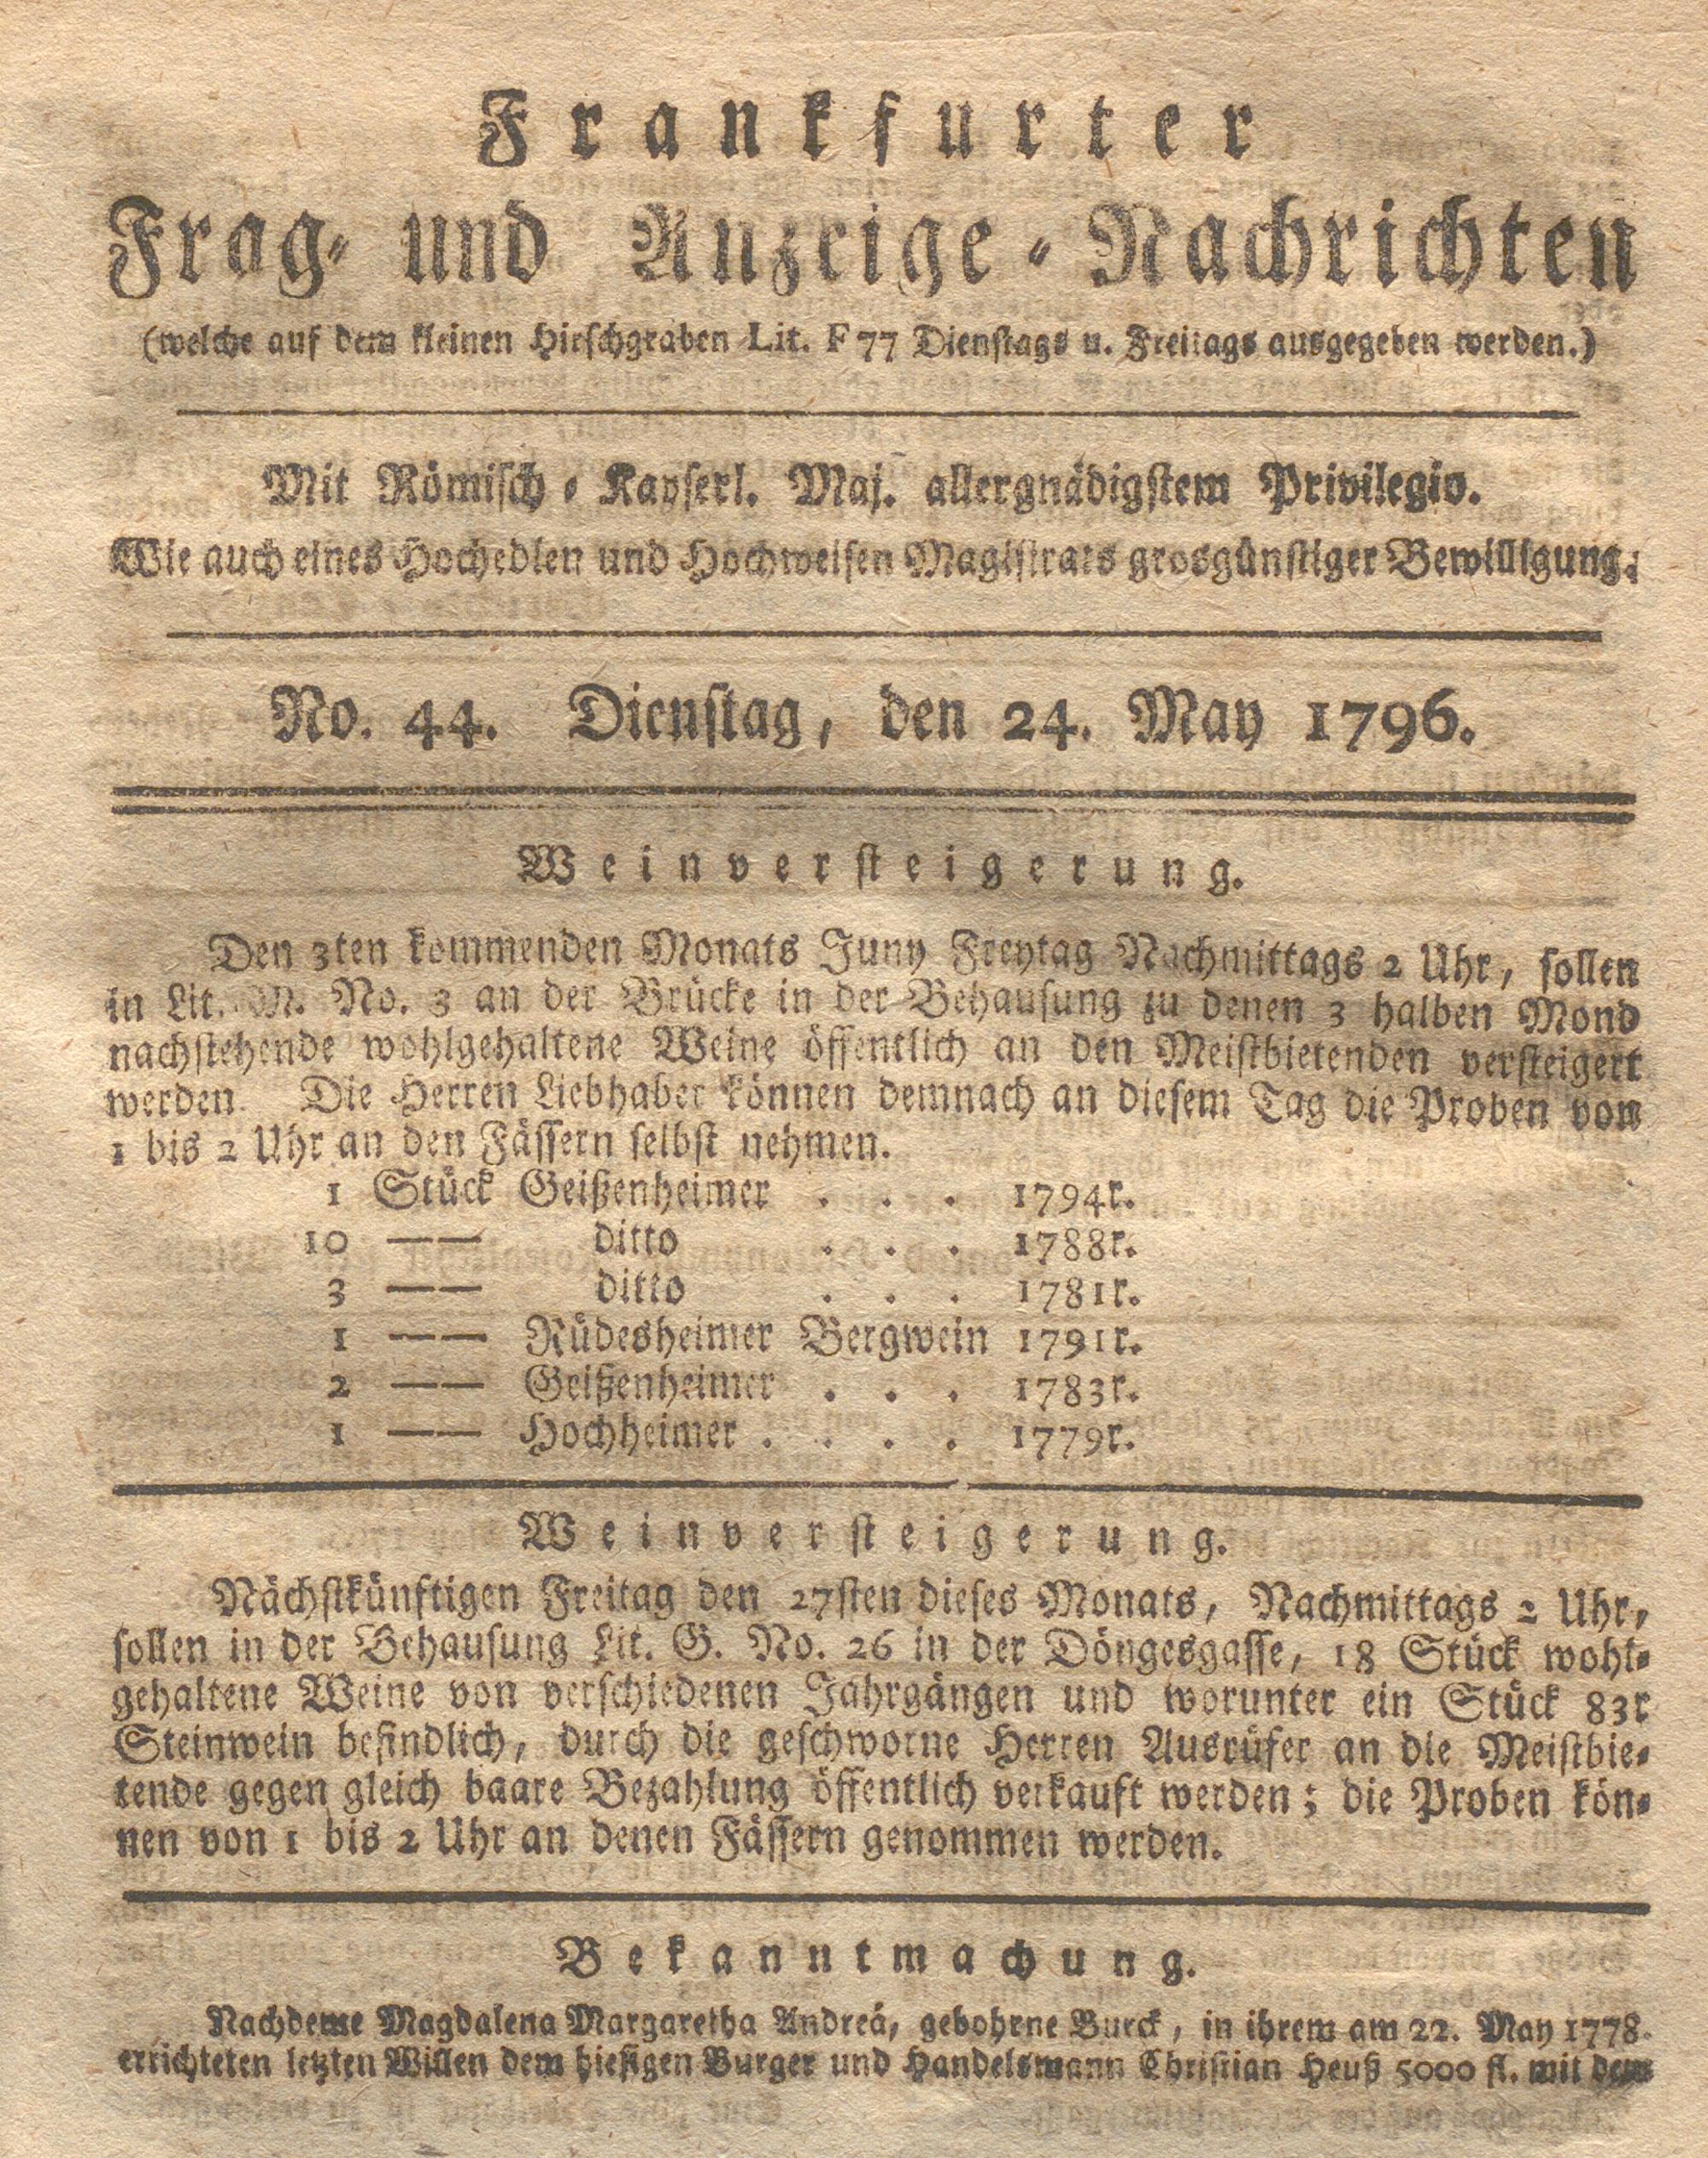 Frankfurter
Frag- und Anzeige-Nachrichten
(welche auf dem kleinen Hirschgraben Lit. F 77 Dienstags u. Freitags ausgegeben werden.)
Mit Römisch-Kayserl. Maj. allergnädigstem Privilegio.
Wie auch eines Hochedlen und Hochweisen Magistrats grosgünstiger Bewilligung.
No. 44. Dienstag, den 24. May 1796.
Weinversteigerung.
Den 3ten kommenden Monats Juny Freytag Nachmittags 2 Uhr, sollen
in Lit. M. No. 3 an der Brücke in der Behausung zu denen 3 halben Mond
nachstehende wohlgehaltene Weine öffentlich an den Meistbietenden versteigert
werden. Die Herren Liebhaber können demnach an diesem Tag die Proben von
1 bis 2 Uhr an den Fässern selbst nehmen.
1 Stück Geißenheimer . . . 1794r.
10 —— ditto . . . 1788r.
3 —— ditto . . . 1781r.
1 —— Rüdesheimer Bergwein 1791r.
2 —— Geißenheimer . . . 1783r.
1 —— Hochheimer . . . . 1779r.
Weinversteigerung.
Nächstkünftigen Freitag den 27sten dieses Monats, Nachmittags 2 Uhr,
sollen in der Behausung Lit. G. No. 26 in der Döngesgasse, 18 Stück wohl-
gehaltene Weine von verschiedenen Jahrgängen und worunter ein Stück 83r
Steinwein befindlich, durch die geschworne Herren Ausrüfer an die Meistbie-
tende gegen gleich baare Bezahlung öffentlich verkauft werden; die Proben kön-
nen von 1 bis 2 Uhr an denen Fässern genommen werden.
Bekanntmachung.
Nachdeme Magdalena Margaretha Andreä, gebohrne Burck, in ihrem am 22. May 1778.
errichteten letzten Willen dem hiesigen Burger und Handelsmann Christian Heuß 5000 fl. mit dem